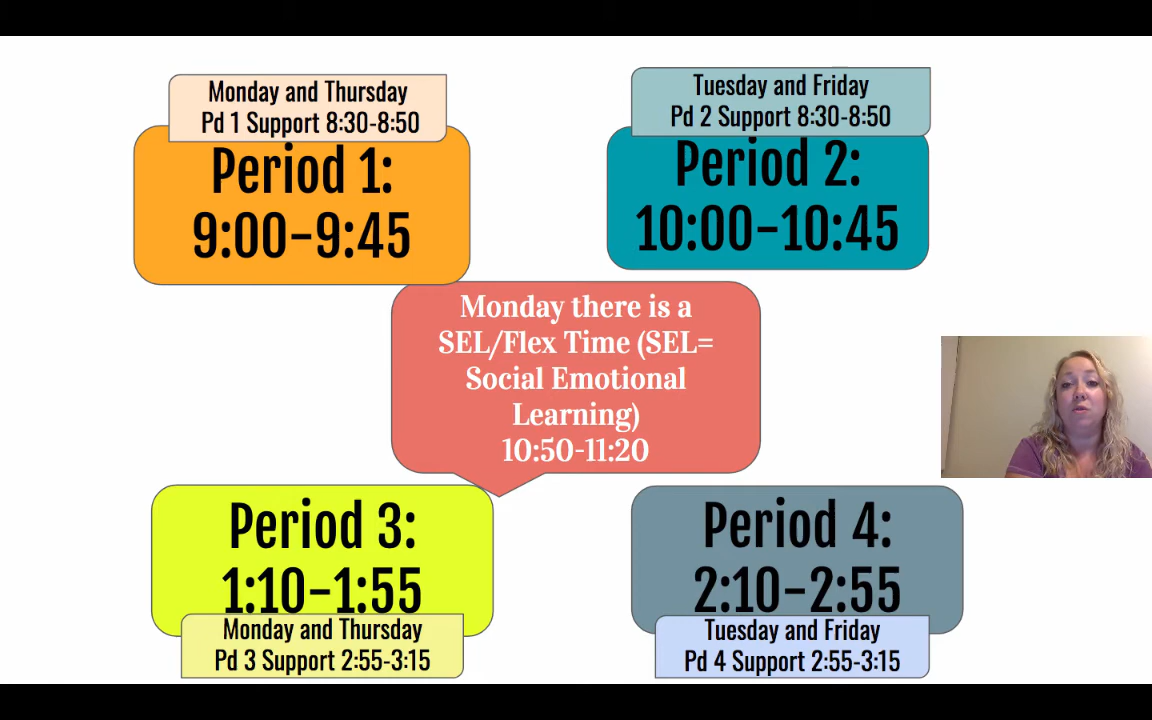 Monday and Thursday
Pd 1 Support 8:30-8:50
Period 1:
9:00-9:45
Tuesday and Friday
Pd 2 Support 8:30-8:50
Period 2:
10:00-10:45
Monday there is a
SEL/Flex Time (SEL=
Social Emotional
Learning)
10:50-11:20
Period 3:
1:10-1:55
Monday and Thursday
Pd 3 Support 2:55-3:15
Period 4:
2:10-2:55
Tuesday and Friday
Pd 4 Support 2:55-3:15